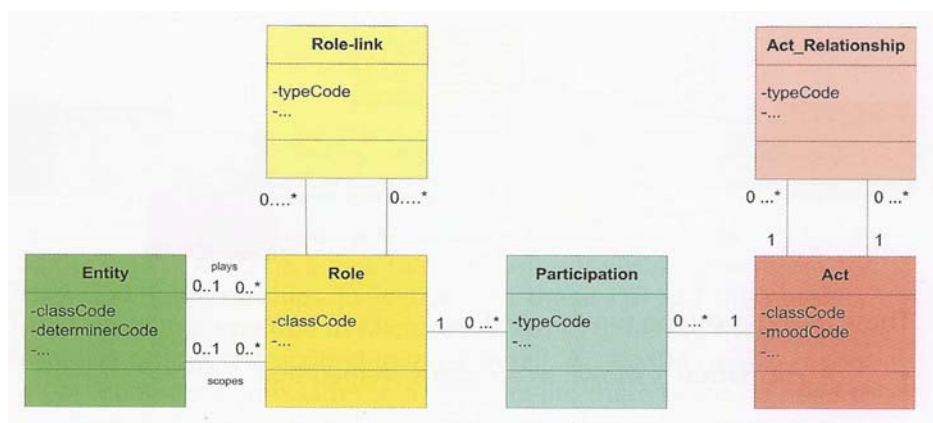 Role-link
-typeCode
-...
Act_Relationship
-typeCode
-...
0....*
0....*
0 ...*
0 ...*
1
1
Entity
-classCode
-determinerCode
-...
plays
0..1
0..*
0..1
0..*
scopes
Role
-classCode
-...
1
0 ...*
Participation
-typeCode
-...
0 ...*
1
Act
-classCode
-moodCode
-...